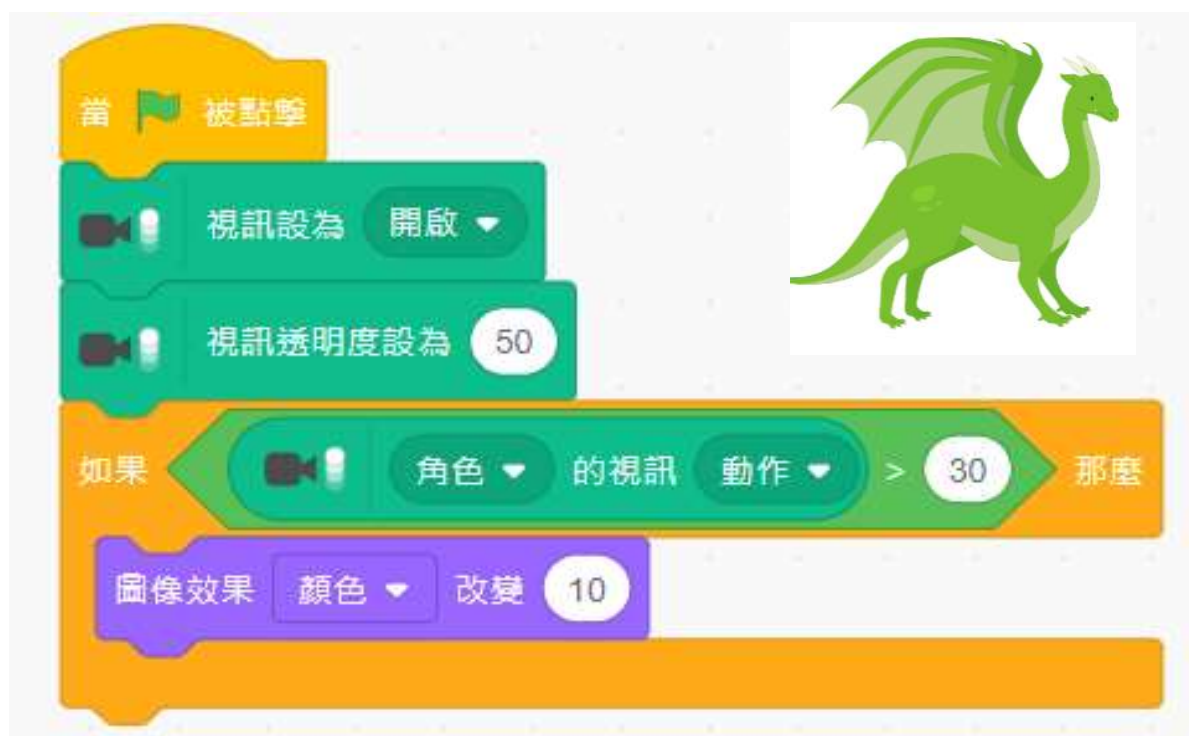 當 被點擊
視訊設為 開啟
視訊透明度設為 50
如果 角色 的視訊 動作 > 30 那麼
圖像效果 顏色 改變 10